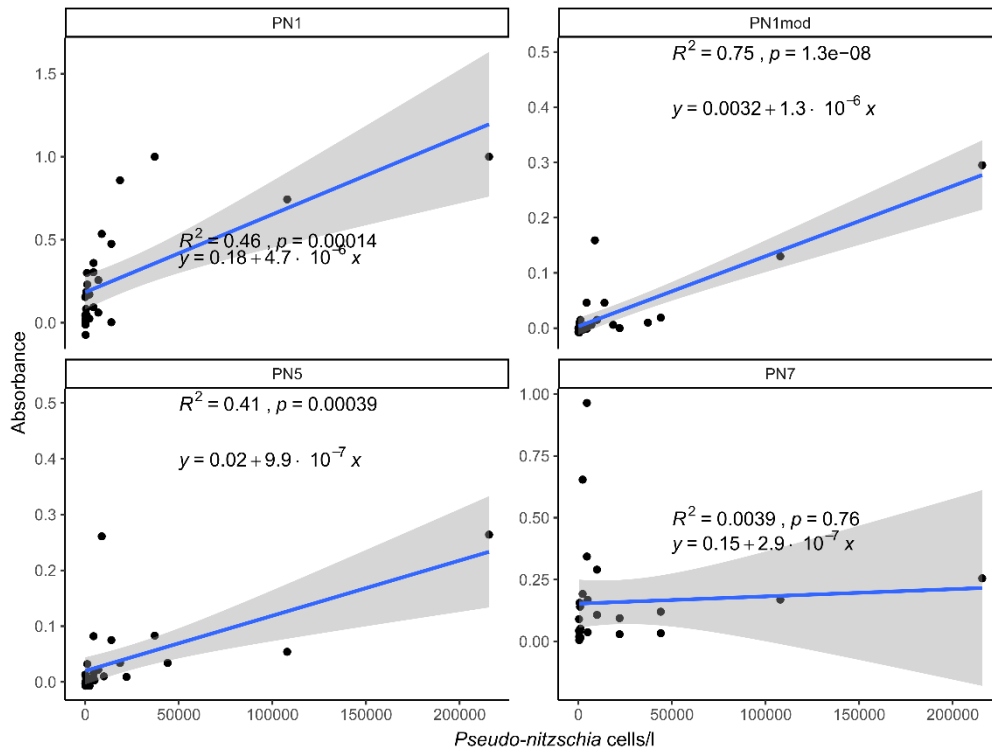 PN1
1.5
1.0
0.5
0.0
R² = 0.46 , p = 0.00014
y = 0.18 + 4.7 · 10⁻⁶ x
PN1mod
0.5
0.3
0.2
0.1
0.0
R² = 0.75 , p = 1.3e−08
y = 0.0032 + 1.3 · 10⁻⁶ x
Absorbance
PN5
0.5
0.4
0.3
0.2
0.1
0.0
R² = 0.41 , p = 0.00039
y = 0.02 + 9.9 · 10⁻⁷ x
0 50000 100000 150000 200000
PN7
1.00
0.75
0.50
0.25
0.00
R² = 0.0039 , p = 0.76
y = 0.15 + 2.9 · 10⁻⁷ x
0 50000 100000 150000 200000
Pseudo-nitzschia cells/l